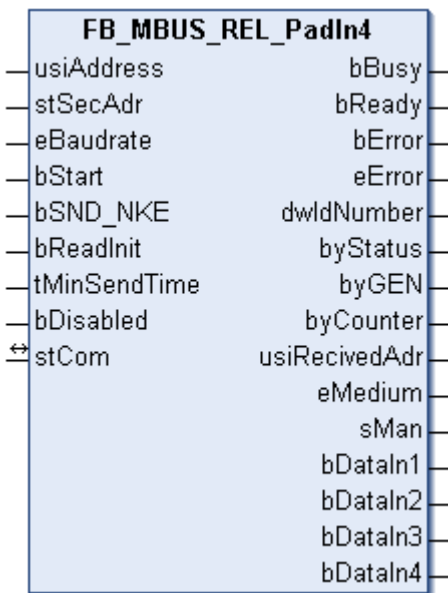 FB_MBUS_REL_PadIn4
usiAddress bBusy
stSecAdr bReady
eBaudrate bError
bStart eError
bSND_NKE dwIdNumber
bReadInit byStatus
tMinSendTime byGEN
bDisabled byCounter
stCom usiRecivedAdr
eMedium
sMan
bDataIn1
bDataIn2
bDataIn3
bDataIn4